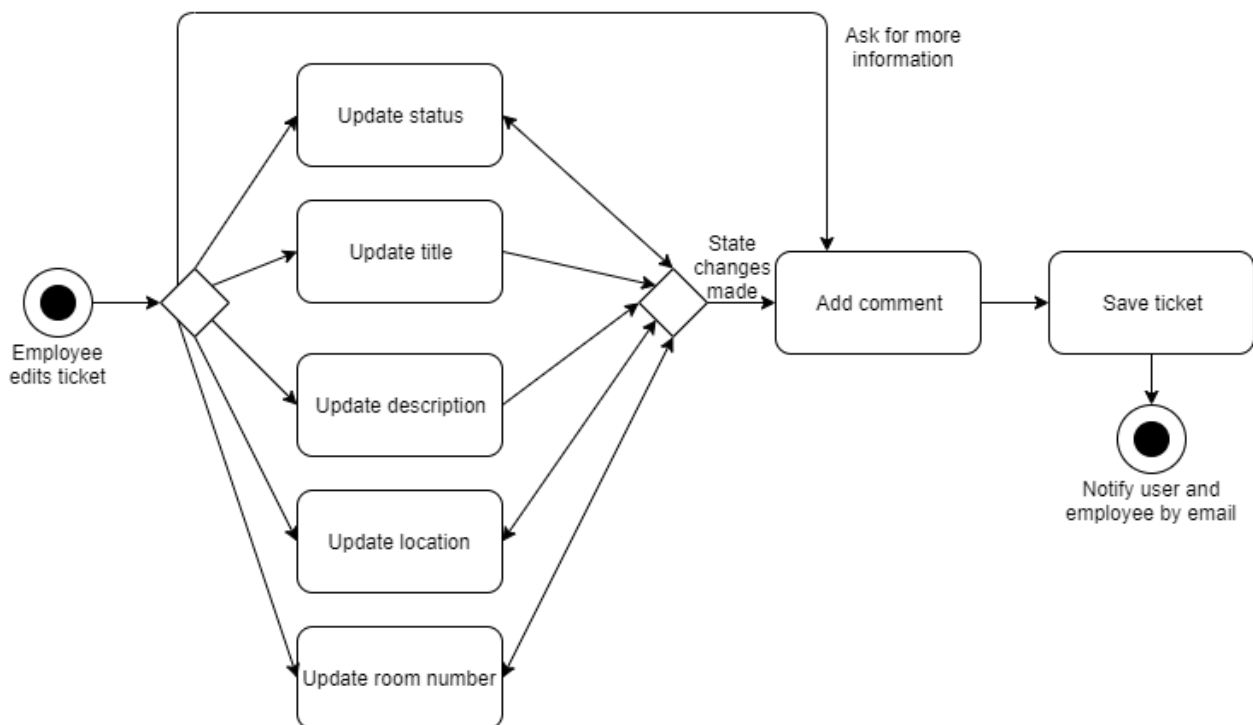 Ask for more
information
Update status
Update title
State
changes
made
Add comment
Save ticket
Employee
edits ticket
Update description
Notify user and
employee by email
Update location
Update room number